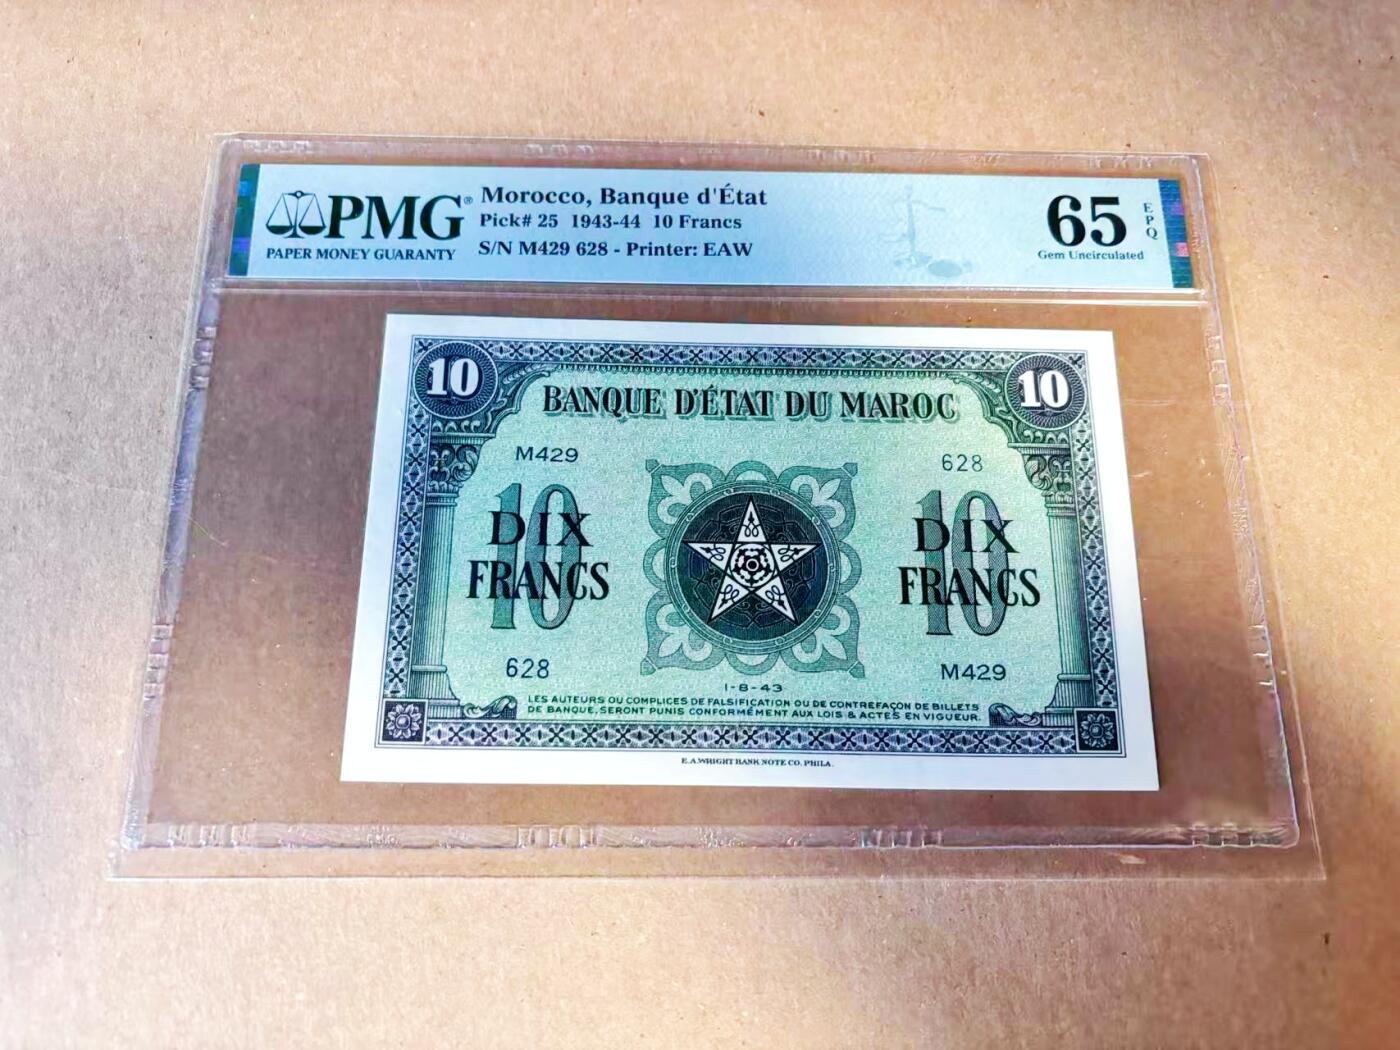 PMG®
PAPER MONEY GUARANTY
Morocco, Banque d'État
Pick# 25 1943-44 10 Francs
S/N M429 628 - Printer: EAW
65
EPQ
Gem Uncirculated
10
10
BANQUE D'ÉTAT DU MAROC
M429
628
10
DIX
FRANCS
10
DIX
FRANCS
628
M429
1-8-43
LES AUTEURS OU COMPLICES DE FALSIFICATION OU DE CONTREFAÇON DE BILLETS
DE BANQUE, SERONT PUNIS CONFORMÉMENT AUX LOIS & ACTES EN VIGUEUR.
E.A.WRIGHT BANK NOTE CO. PHILA.